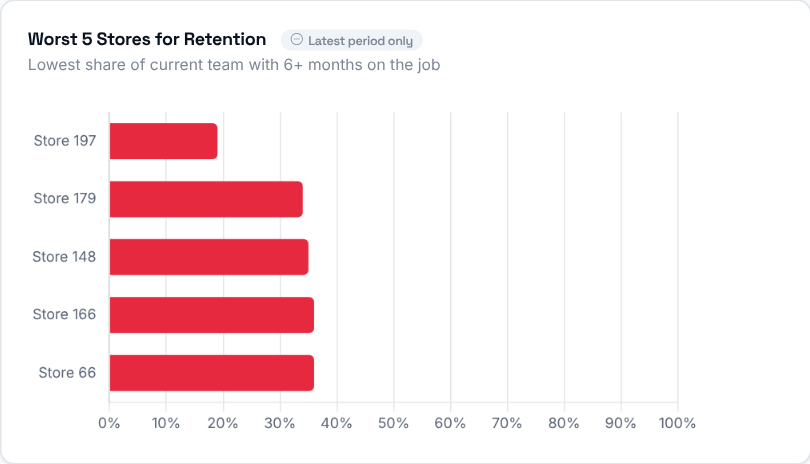 Worst 5 Stores for Retention
Latest period only
Lowest share of current team with 6+ months on the job
Store 197
Store 179
Store 148
Store 166
Store 66
0% 10% 20% 30% 40% 50% 60% 70% 80% 90% 100%